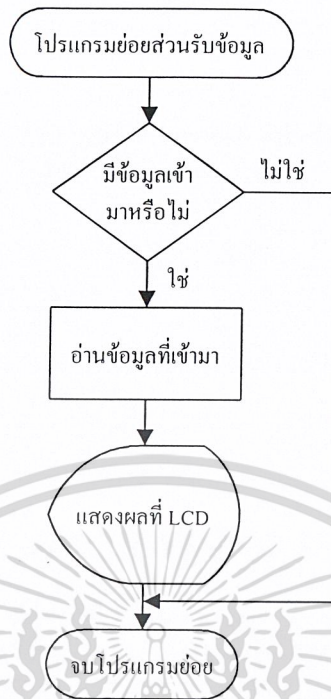 โปรแกรมย่อยส่วนรับข้อมูล
มีข้อมูลเข้า
มาหรือไม่
ไม่ใช่
ใช่
อ่านข้อมูลที่เข้ามา
แสดงผลที่ LCD
จบโปรแกรมย่อย